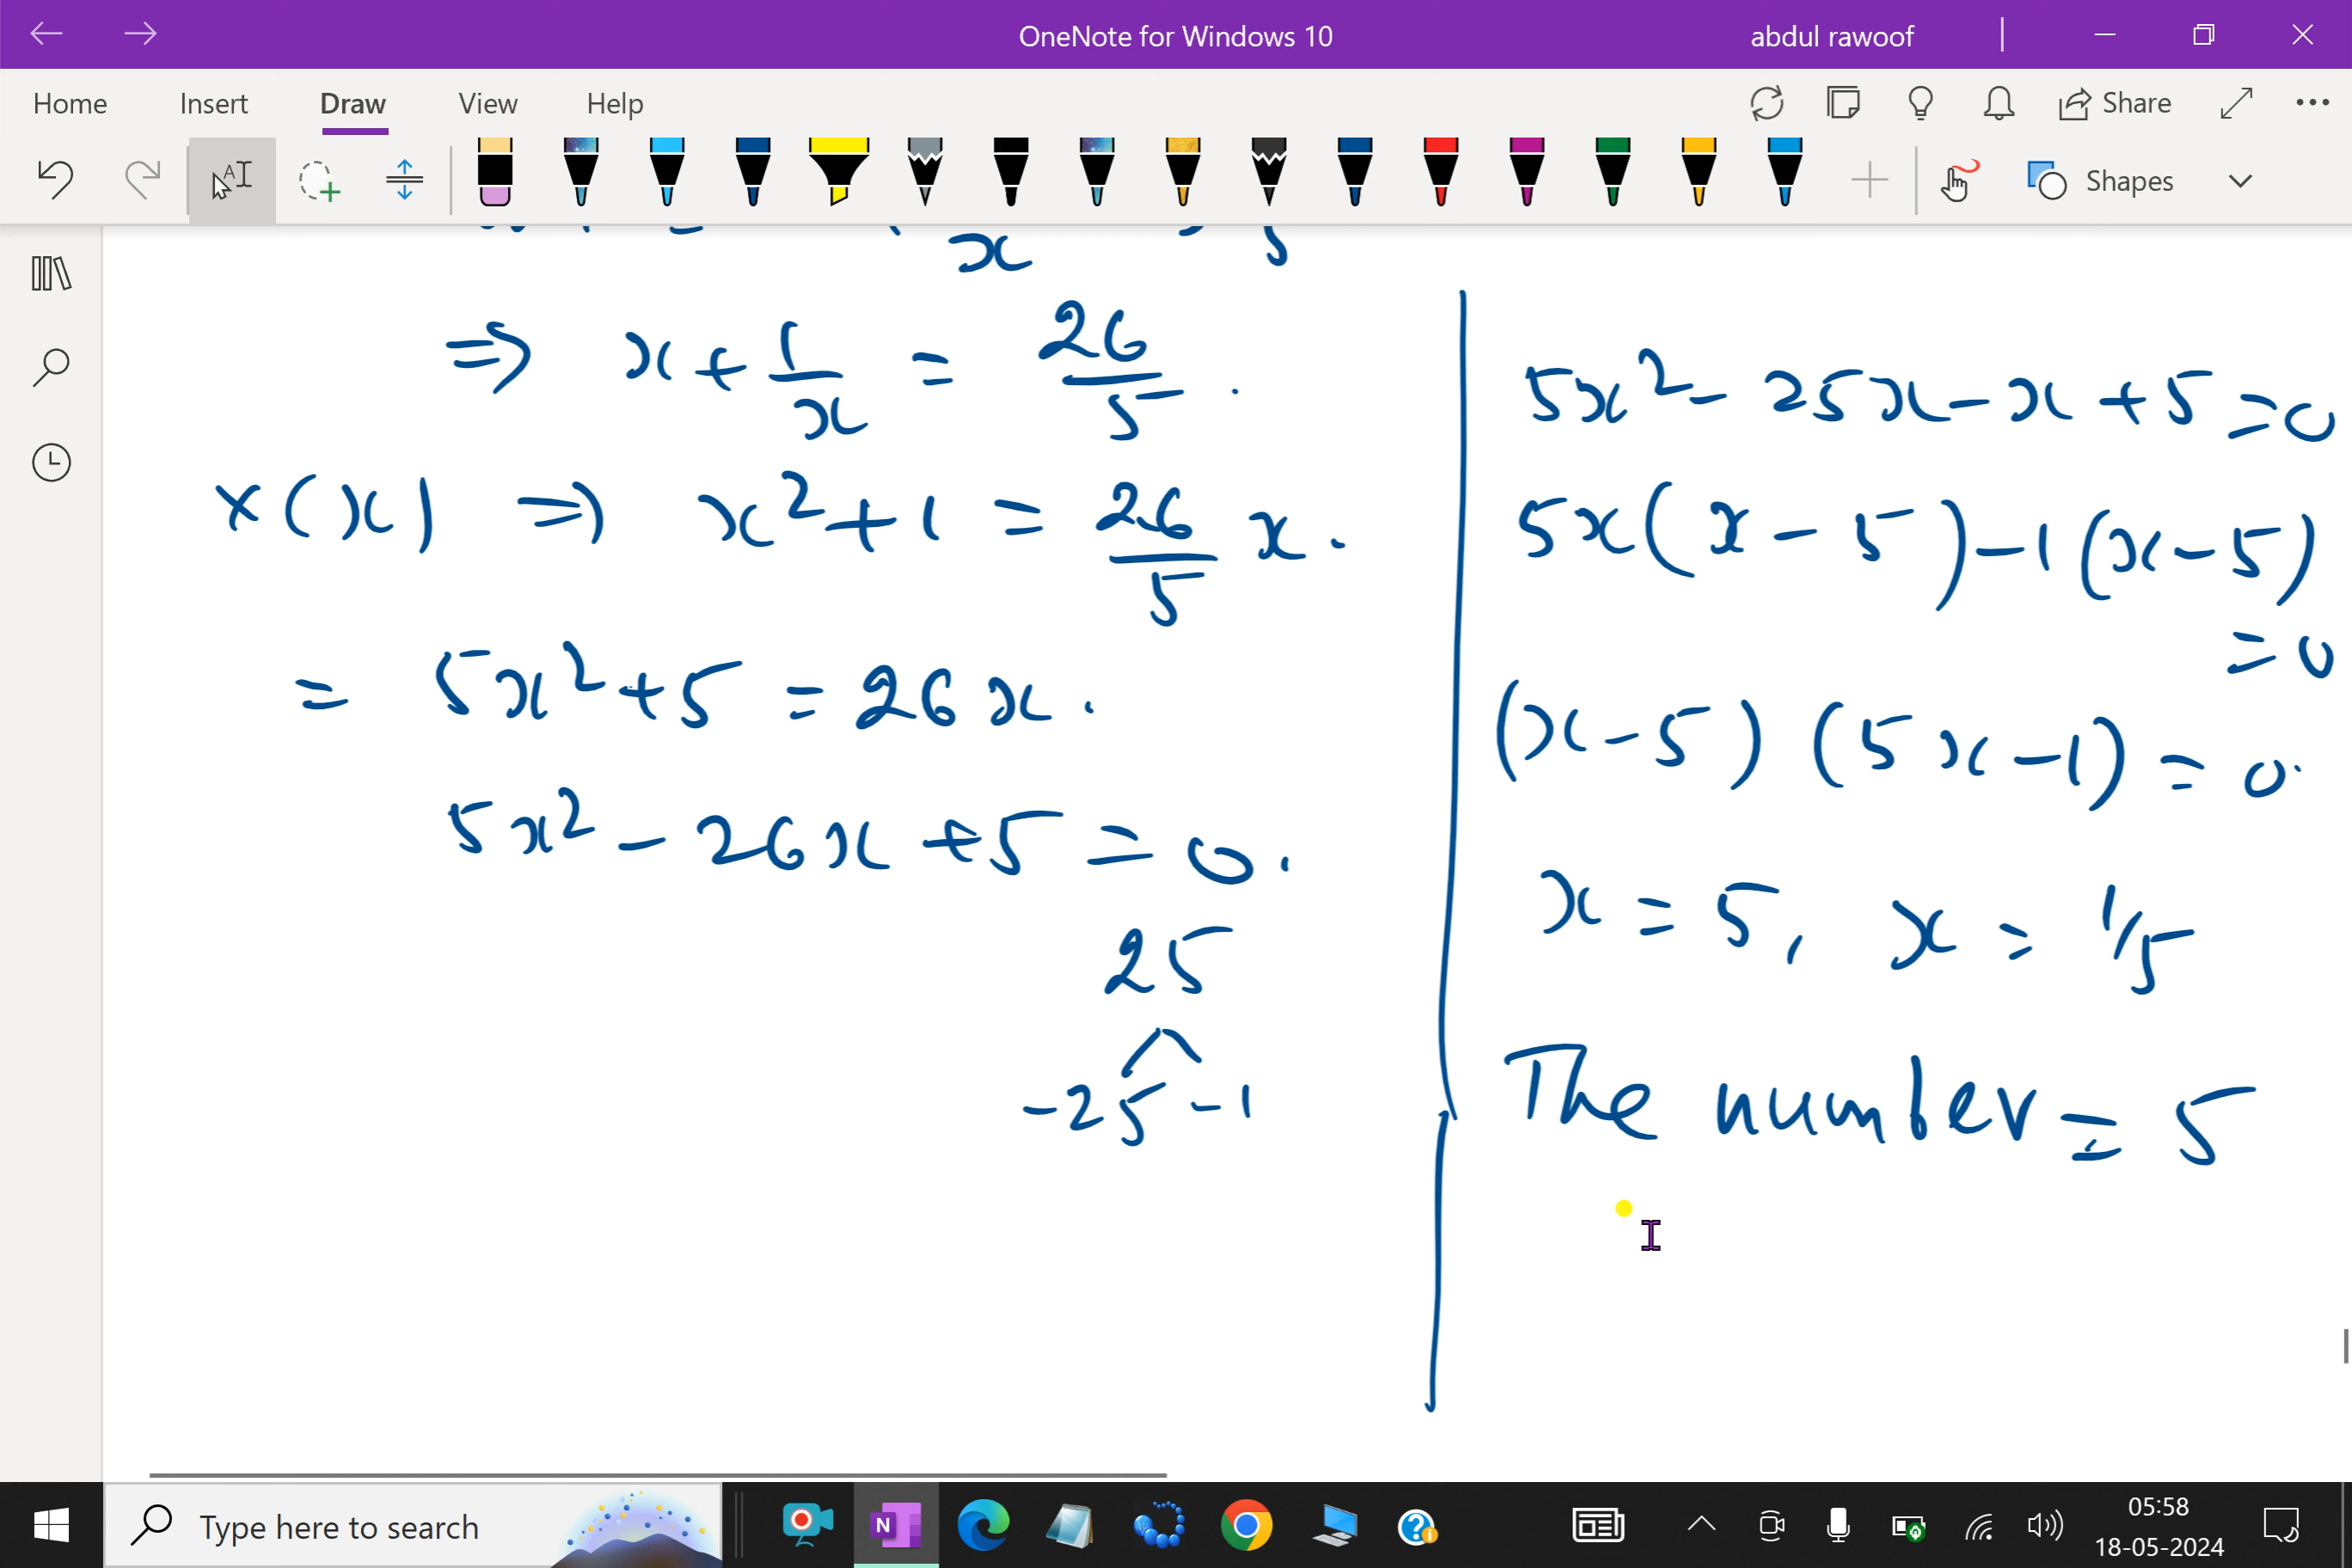 OneNote for Windows 10
abdul rawoof
Home Insert Draw View Help
Share
Shapes
x
⇒ x + 1/x = 26/5 .
×(x) ⇒ x² + 1 = 26/5 x .
= 5x² + 5 = 26x .
5x² - 26x + 5 = 0 .
25
-25 -1
5x² - 25x - x + 5 = 0
5x(x - 5) - 1(x - 5)
= 0
(x - 5) (5x - 1) = 0 .
x = 5, x = 1/5
The number = 5
Type here to search
05:58
18-05-2024